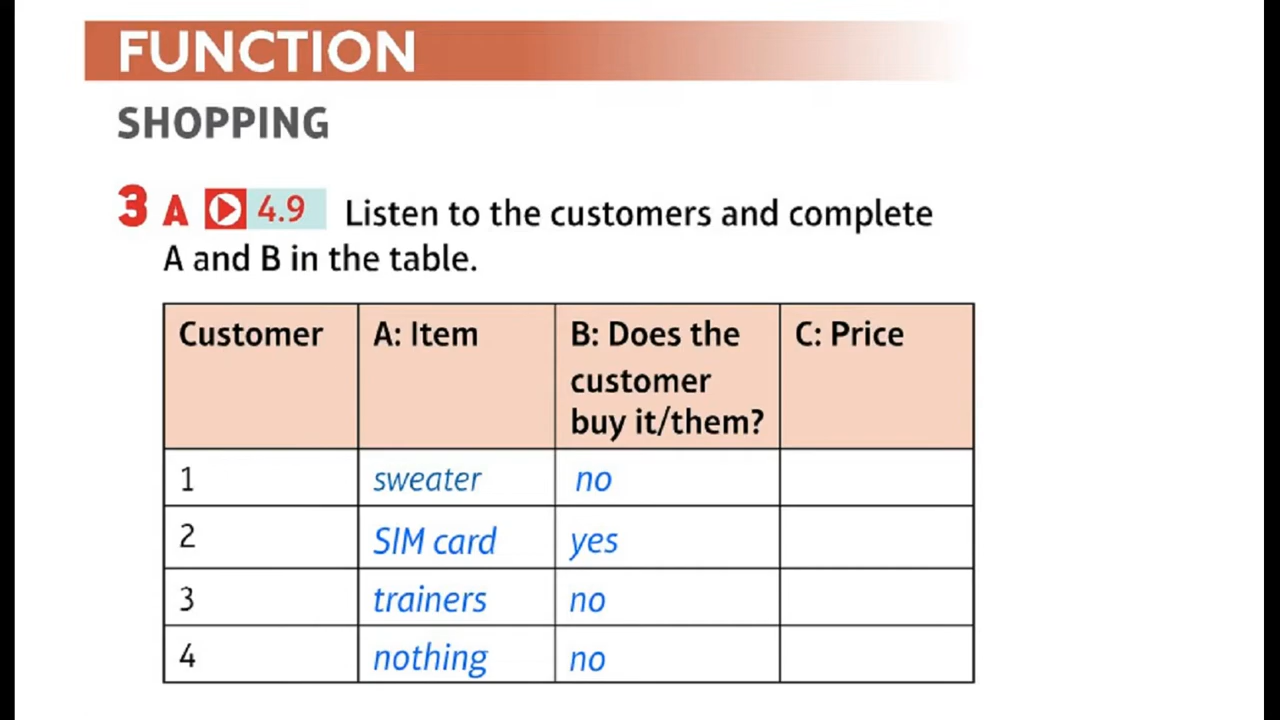 FUNCTION
SHOPPING
3 A 4.9 Listen to the customers and complete
A and B in the table.
Customer A: Item B: Does the customer buy it/them? C: Price
1 sweater no
2 SIM card yes
3 trainers no
4 nothing no